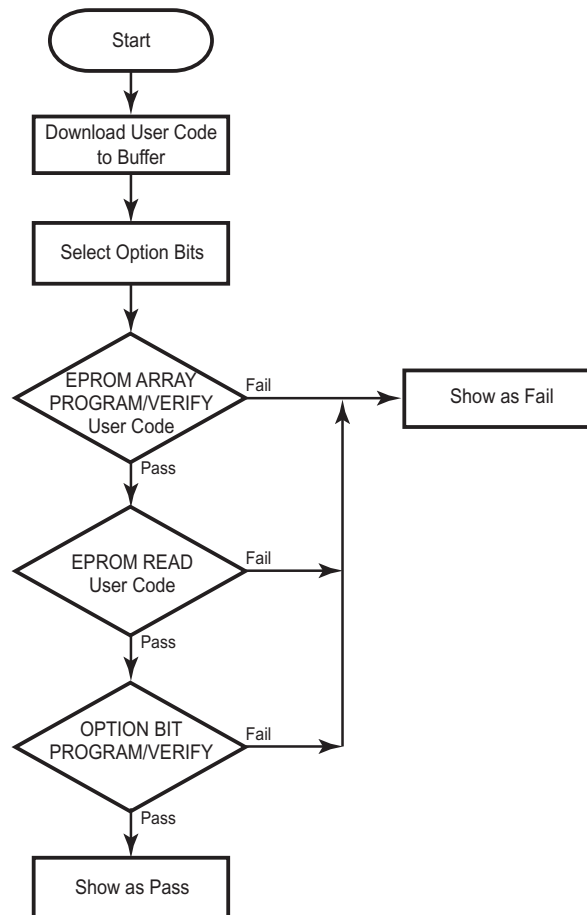 Start
Download User Code
to Buffer
Select Option Bits
EPROM ARRAY
PROGRAM/VERIFY
User Code
Fail
Show as Fail
Pass
EPROM READ
User Code
Fail
Pass
OPTION BIT
PROGRAM/VERIFY
Fail
Pass
Show as Pass